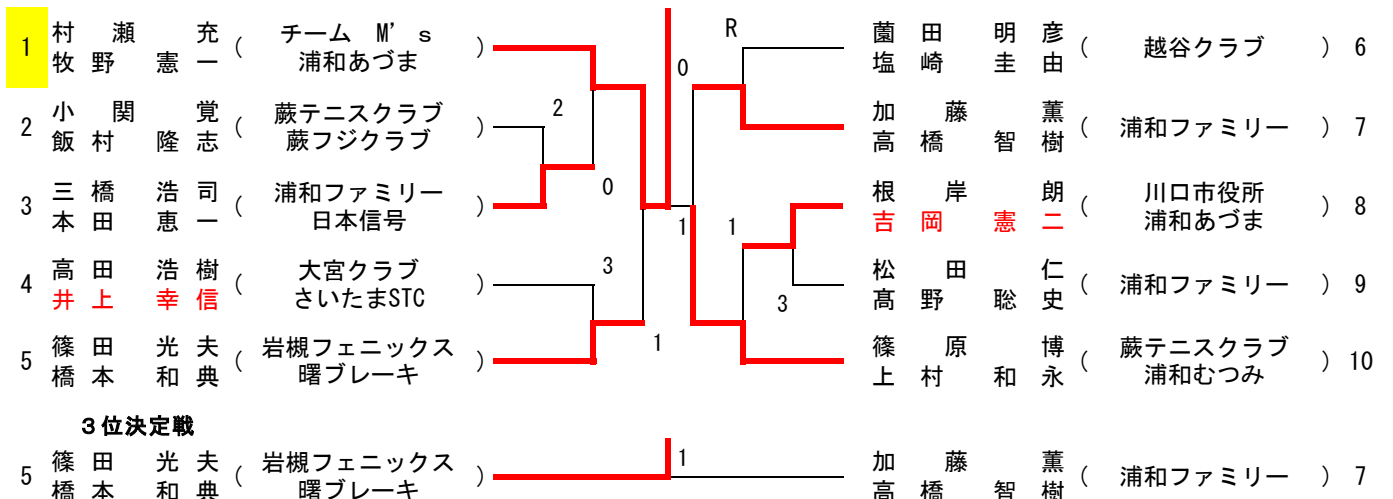 1 村瀬 充 ( チーム M's )
牧野 憲一 浦和あづま
2 小関 覚 ( 蕨テニスクラブ )
飯村 隆志 蕨フジクラブ
3 三橋 浩司 ( 浦和ファミリー )
本田 恵一 日本信号
4 高田 浩樹 ( 大宮クラブ )
井上 幸信 さいたまSTC
5 篠田 光夫 ( 岩槻フェニックス )
橋本 和典 曙ブレーキ
2
0
3
1
R
0
1
1
3
薗田 明彦 ( 越谷クラブ ) 6
塩崎 圭由
加藤 薫 ( 浦和ファミリー ) 7
高橋 智樹
根岸 朗 ( 川口市役所 ) 8
吉岡 憲二 浦和あづま
松田 仁 ( 浦和ファミリー ) 9
髙野 聡史
篠原 博 ( 蕨テニスクラブ ) 10
上村 和永 浦和むつみ
3位決定戦
5 篠田 光夫 ( 岩槻フェニックス )
橋本 和典 曙ブレーキ
1
加藤 薫 ( 浦和ファミリー ) 7
高橋 智樹